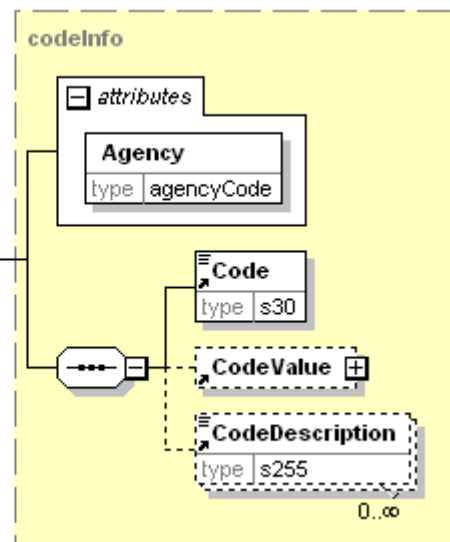 codeInfo
attributes
Agency
type agencyCode
Code
type s30
CodeValue
CodeDescription
type s255
0..∞